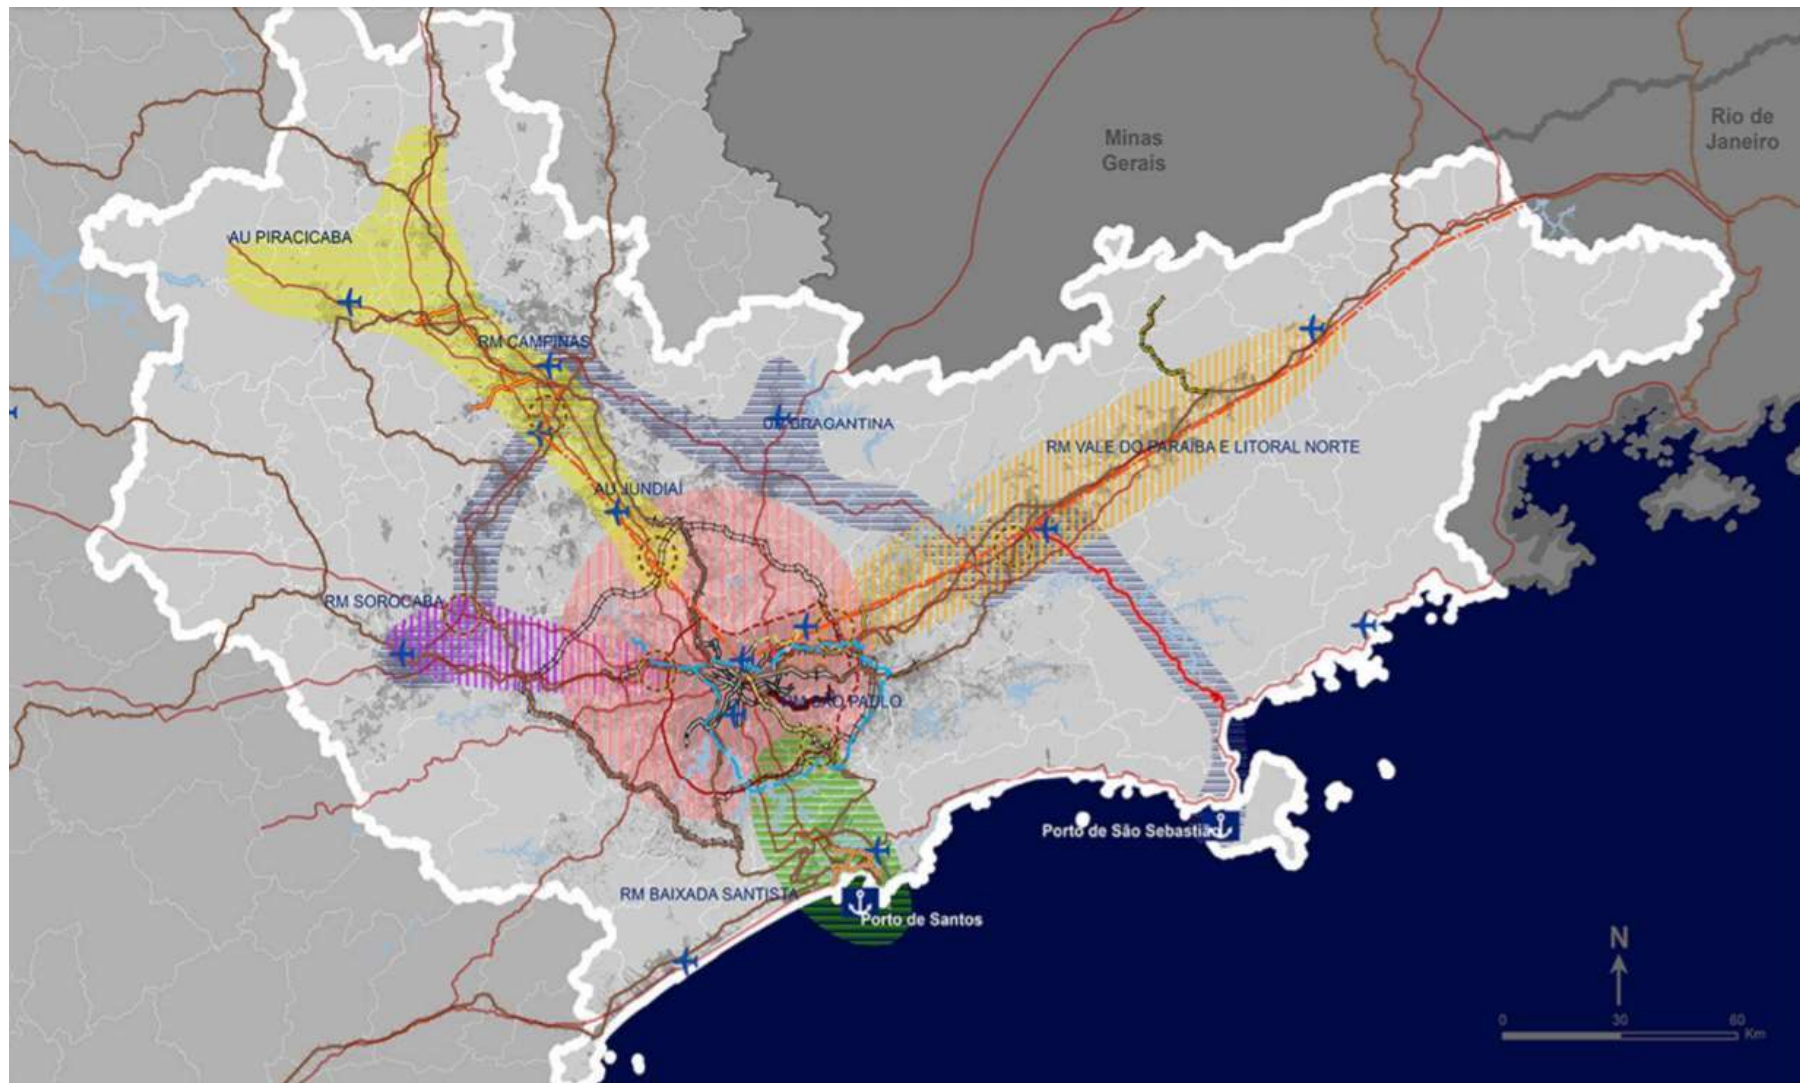 Minas
Gerais
Rio de
Janeiro
AU PIRACICABA
RM CAMPINAS
BRAGANTINA
RM VALE DO PARAÍBA E LITORAL NORTE
AU JUNDIAÍ
RM SOROCABA
RM SÃO PAULO
Porto de São Sebastião
RM BAIXADA SANTISTA
Porto de Santos
N
0 30 60
Km